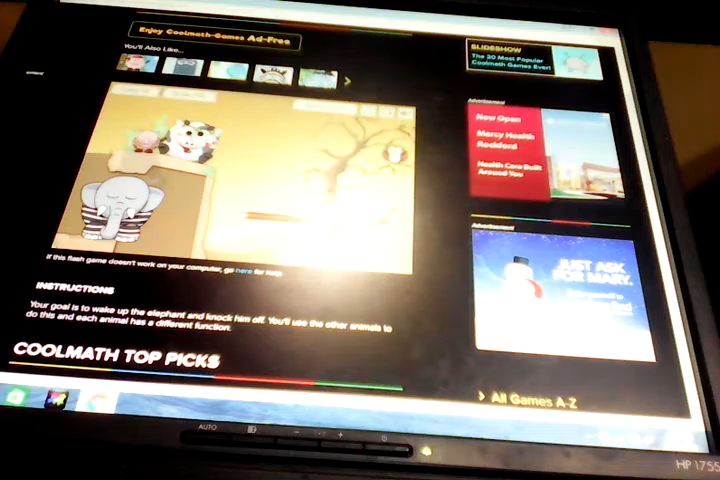 Enjoy Coolmath-Games Ad-Free
You'll Also Like...
SLIDESHOW
The 20 Most Popular
Coolmath Games Ever!
Advertisement
Now Open
Mercy Health
Rockford
Health Care Built
Around You
If this flash game doesn't work on your computer, go here for help.
INSTRUCTIONS
Your goal is to wake up the elephant and knock him off. You'll use the other animals to
do this and each animal has a different function.
COOLMATH TOP PICKS
Advertisement
JUST ASK
FOR MARY.
All Games A-Z
AUTO
HP 1755